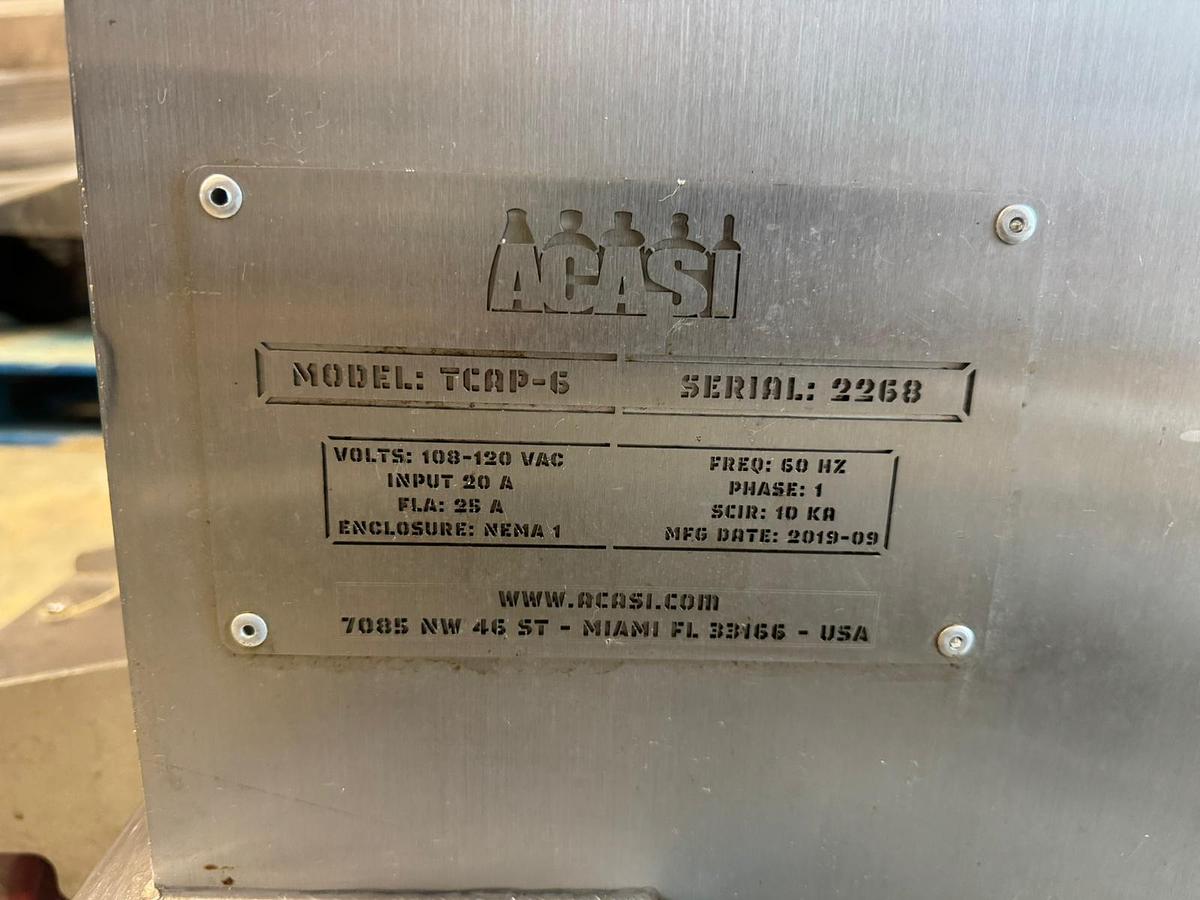 ACASI
MODEL: TCAP-6 SERIAL: 2268
VOLTS: 108-120 VAC FREQ: 60 HZ
INPUT 20 A PHASE: 1
FLA: 25 A SCIR: 10 KA
ENCLOSURE: NEMA 1 MFG DATE: 2019-09
WWW.ACASI.COM
7085 NW 46 ST - MIAMI FL 33166 - USA